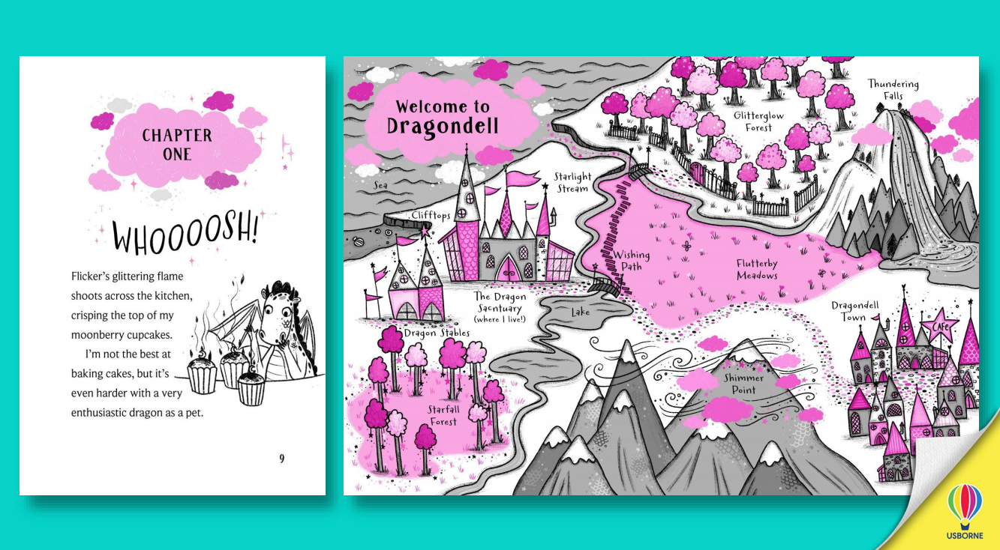 CHAPTER
ONE
WHOOOOSH!
Flicker's glittering flame
shoots across the kitchen,
crisping the top of my
moonberry cupcakes.
I'm not the best at
baking cakes, but it's
even harder with a very
enthusiastic dragon as a pet.
9
Welcome to
Dragondell
Sea
Clifftops
Starlight
Stream
Glitterglow
Forest
Thundering
Falls
Wishing
Path
Flutterby
Meadows
The Dragon
Sacntuary
(where I live!)
Lake
Dragondell
Town
CAFE
Dragon Stables
Starfall
Forest
Shimmer
Point
USBORNE